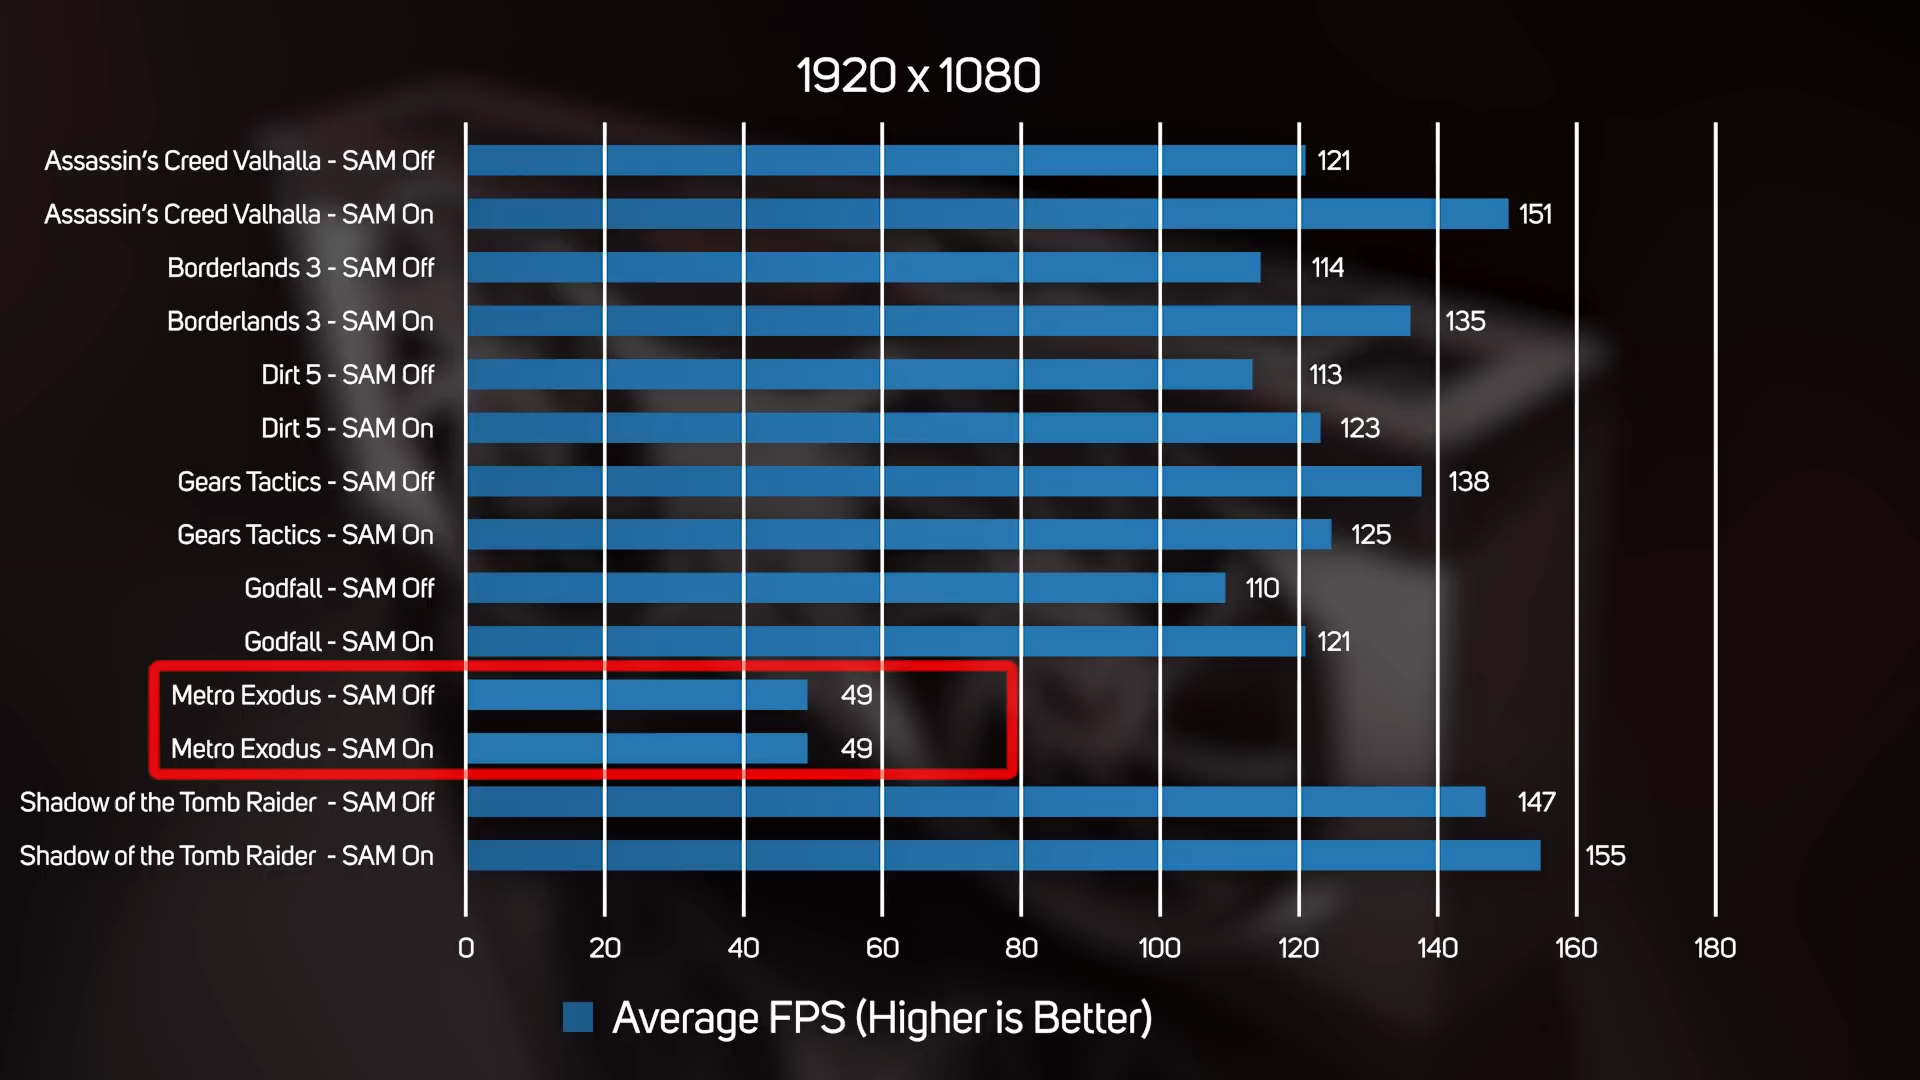 1920 x 1080
Assassin's Creed Valhalla - SAM Off 121
Assassin's Creed Valhalla - SAM On 151
Borderlands 3 - SAM Off 114
Borderlands 3 - SAM On 135
Dirt 5 - SAM Off 113
Dirt 5 - SAM On 123
Gears Tactics - SAM Off 138
Gears Tactics - SAM On 125
Godfall - SAM Off 110
Godfall - SAM On 121
Metro Exodus - SAM Off 49
Metro Exodus - SAM On 49
Shadow of the Tomb Raider - SAM Off 147
Shadow of the Tomb Raider - SAM On 155
0 20 40 60 80 100 120 140 160 180
Average FPS (Higher is Better)